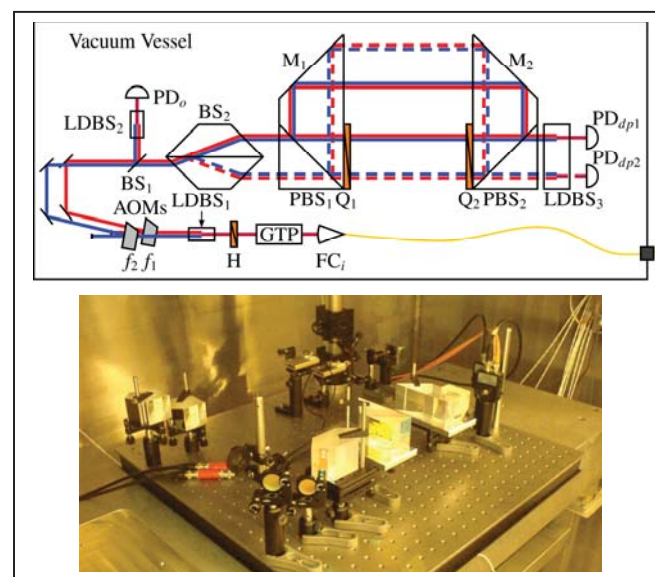 Vacuum Vessel
M1
M2
PDo
LDBS2
BS2
PDdp1
PDdp2
BS1
LDBS1
PBS1
Q1
Q2
PBS2
LDBS3
AOMs
f2 f1
H
GTP
FCi